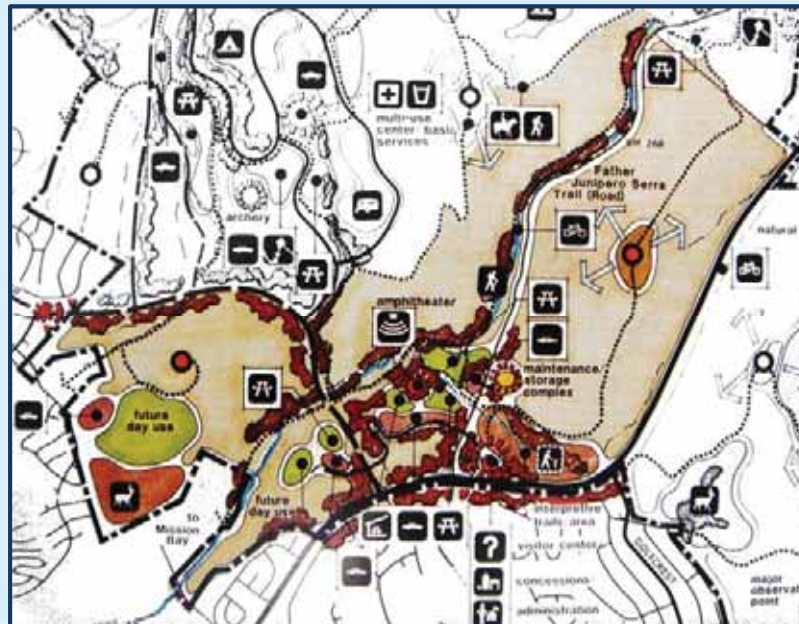 multi-use
center basic
services
archery
Father
Junipero Serra
Trail (Road)
natural
amphitheater
maintenance
storage
complex
future
day use
to
Mission
Bay
future
day use
interpretive
trails area
?
visitor center
concessions
administration
GOLFCREST
major
observat
point